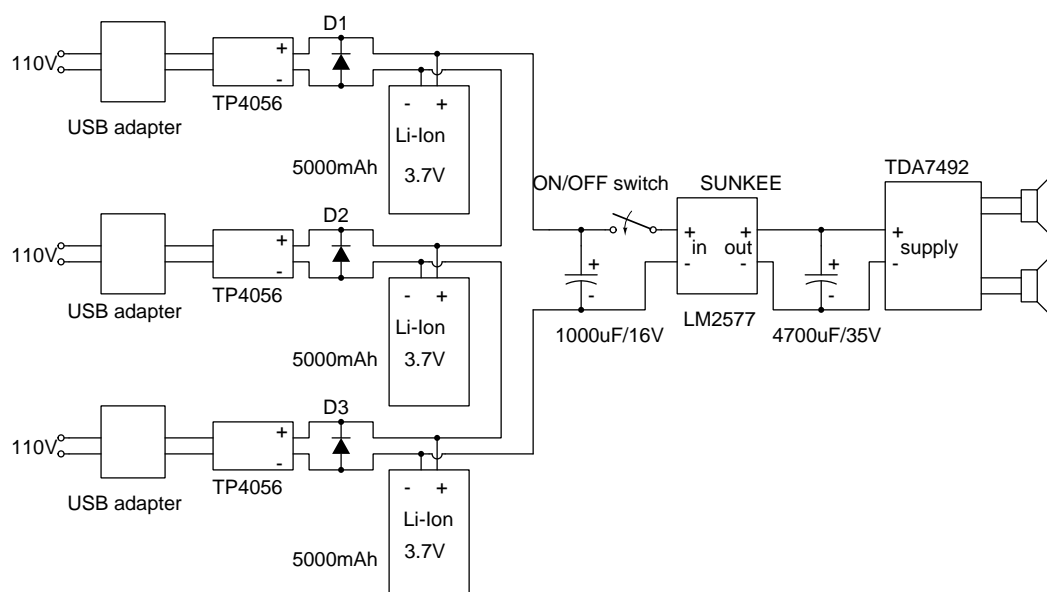 D1
110V
+
-
TP4056
USB adapter
- +
Li-Ion
5000mAh
3.7V
D2
110V
+
-
TP4056
USB adapter
- +
Li-Ion
5000mAh
3.7V
D3
110V
+
-
TP4056
USB adapter
- +
Li-Ion
5000mAh
3.7V
ON/OFF switch
SUNKEE
TDA7492
+
-
1000uF/16V
+ +
in out
- -
LM2577
+
-
4700uF/35V
+
supply
-